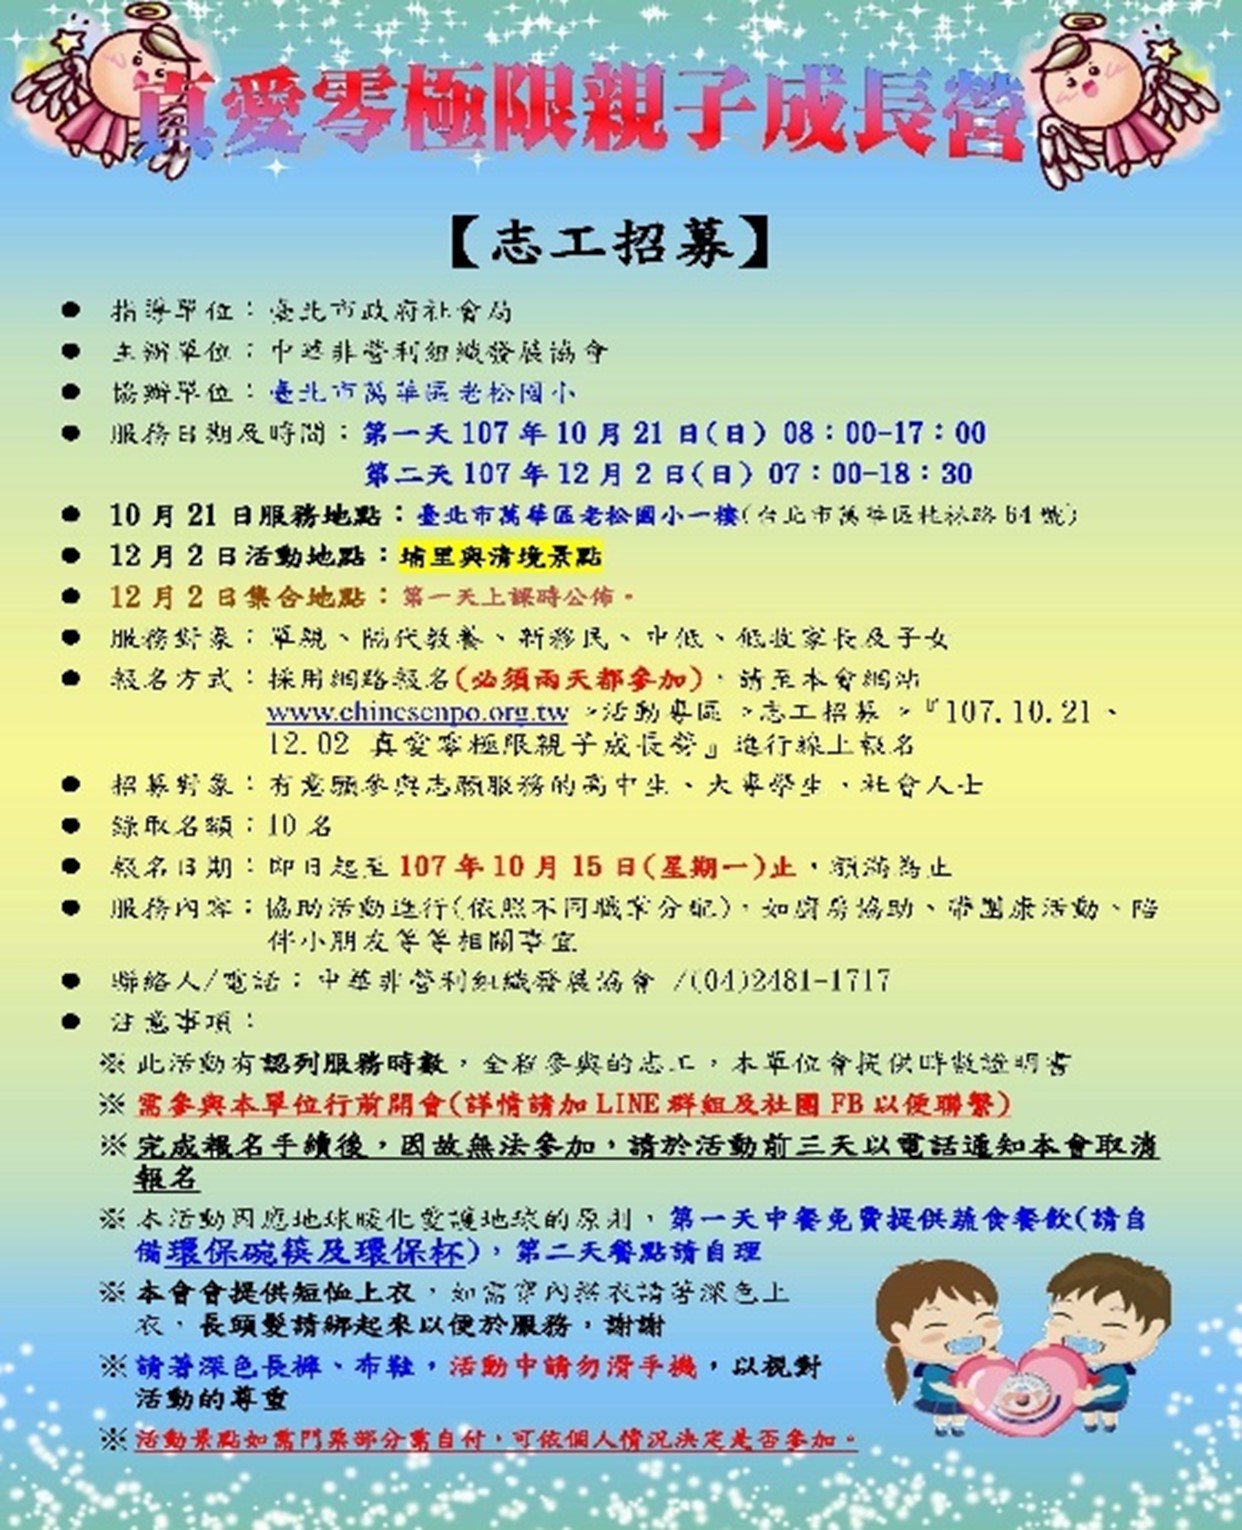 真愛零極限親子成長營
【志工招募】
● 指導單位：臺北市政府社會局
● 主辦單位：中華非營利組織發展協會
● 協辦單位：臺北市萬華區老松國小
● 服務日期及時間：第一天 107 年 10 月 21 日(日) 08：00-17：00
第二天 107 年 12 月 2 日(日) 07：00-18：30
● 10 月 21 日服務地點：臺北市萬華區老松國小一樓(台北市萬華區桂林路 64 號)
● 12 月 2 日活動地點：埔里與清境景點
● 12 月 2 日集合地點：第一天上課時公佈。
● 服務對象：單親、隔代教養、新移民、中低、低收家長及子女
● 報名方式：採用網路報名(必須兩天都參加)，請至本會網站
www.chinesenpo.org.tw >活動專區 >志工招募 >『107.10.21、
12.02 真愛零極限親子成長營』進行線上報名
● 招募對象：有意願參與志願服務的高中生、大專學生、社會人士
● 錄取名額：10 名
● 報名日期：即日起至 107 年 10 月 15 日(星期一)止，額滿為止
● 服務內容：協助活動進行(依照不同職業分配)，如廚房協助、帶團康活動、陪
伴小朋友等等相關事宜
● 聯絡人/電話：中華非營利組織發展協會 /(04)2481-1717
● 注意事項：
※ 此活動有認列服務時數，全程參與的志工，本單位會提供時數證明書
※ 需參與本單位行前開會(詳情請加 LINE 群組及社團 FB 以便聯繫)
※ 完成報名手續後，因故無法參加，請於活動前三天以電話通知本會取消
報名
※ 本活動因應地球暖化愛護地球的原則，第一天中餐免費提供蔬食餐飲(請自
備環保碗筷及環保杯)，第二天餐點請自理
※ 本會會提供短恤上衣，如需穿內搭衣請著深色上
衣，長頭髮請綁起來以便於服務，謝謝
※ 請著深色長褲、布鞋，活動中請勿滑手機，以視對
活動的尊重
※ 活動景點如需門票部分需自付，可依個人情況決定是否參加。